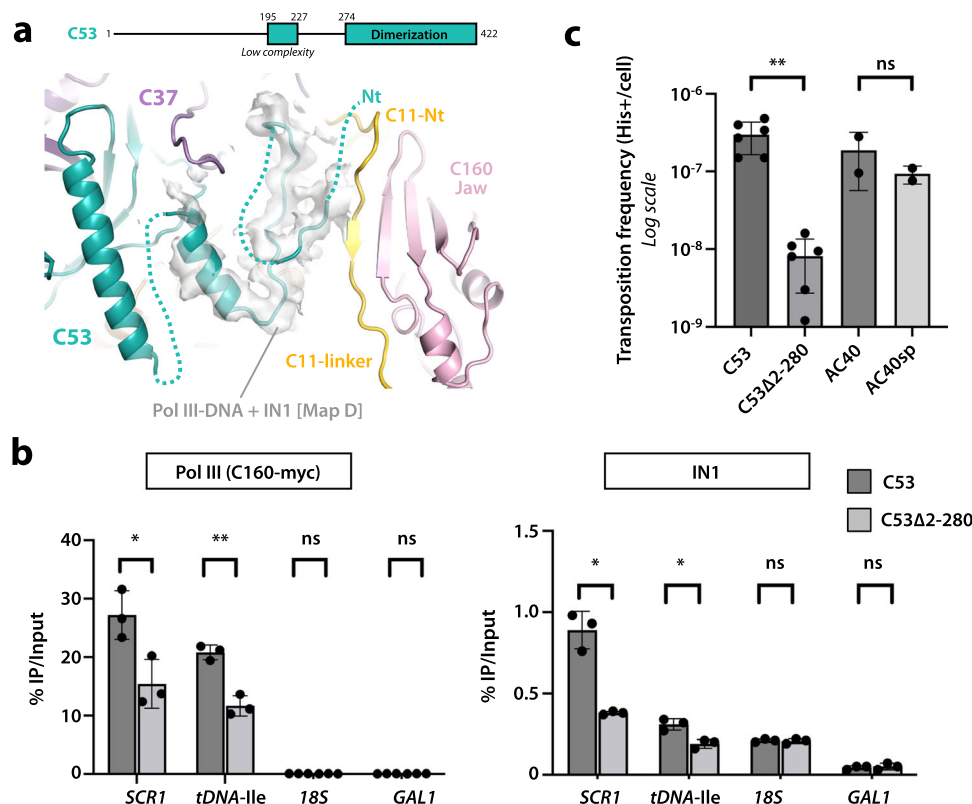 a
C53
1
195
227
274
Dimerization
422
Low complexity
C37
Nt
C11-Nt
C160
Jaw
C53
C11-linker
Pol III-DNA + IN1 [Map D]
b
Pol III (C160-myc)
% IP/Input
40
30
20
10
0
*
**
ns
ns
SCR1
tDNA-Ile
18S
GAL1
IN1
C53
C53Δ2-280
% IP/Input
1.5
1.0
0.5
0
*
*
ns
ns
SCR1
tDNA-Ile
18S
GAL1
c
Transposition frequency (His+/cell)
Log scale
10-6
10-7
10-8
10-9
**
ns
C53
C53Δ2-280
AC40
AC40sp